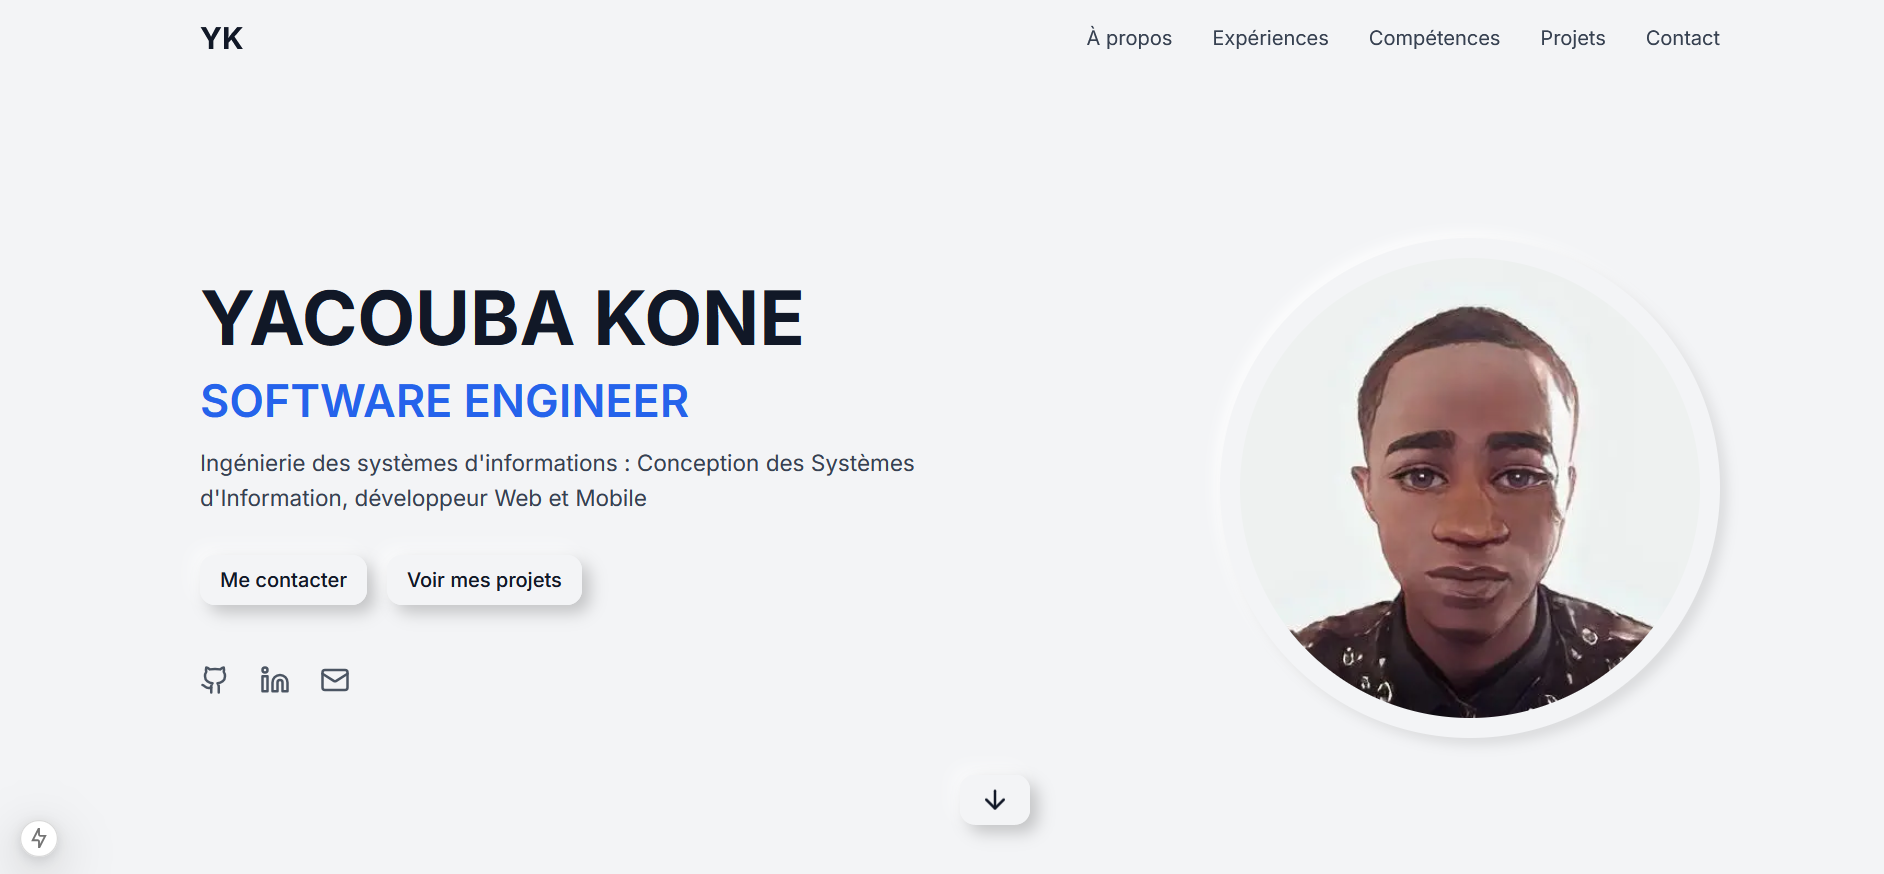 YK
À propos
Expériences
Compétences
Projets
Contact
YACOUBA KONE
SOFTWARE ENGINEER
Ingénierie des systèmes d'informations : Conception des Systèmes
d'Information, développeur Web et Mobile
Me contacter
Voir mes projets